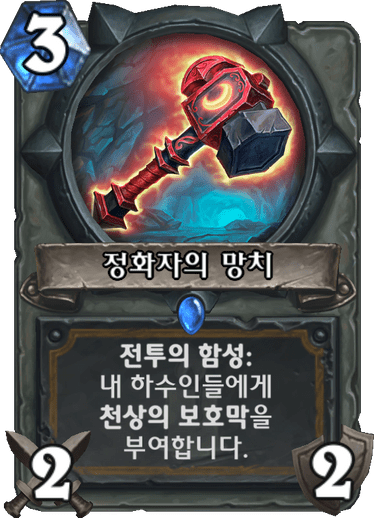 3
정화자의 망치
전투의 함성:
내 하수인들에게
천상의 보호막을
부여합니다.
2 2